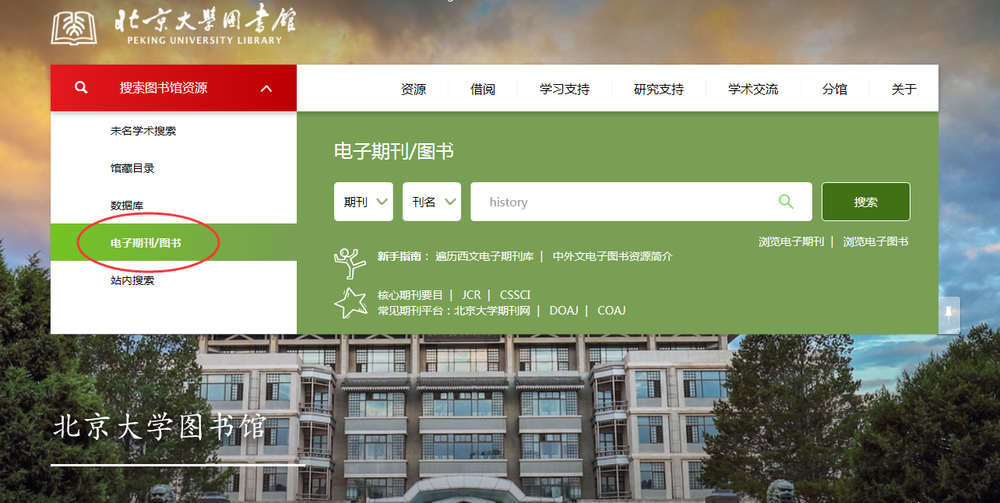 北京大學圖書館
PEKING UNIVERSITY LIBRARY
搜索图书馆资源
资源 借阅 学习支持 研究支持 学术交流 分馆 关于
未名学术搜索
馆藏目录
数据库
电子期刊/图书
站内搜索
电子期刊/图书
期刊 刊名 history 搜索
浏览电子期刊 | 浏览电子图书
新手指南： 遍历西文电子期刊库 | 中外文电子图书资源简介
核心期刊要目 | JCR | CSSCI
常见期刊平台：北京大学期刊网 | DOAJ | COAJ
北京大学图书馆